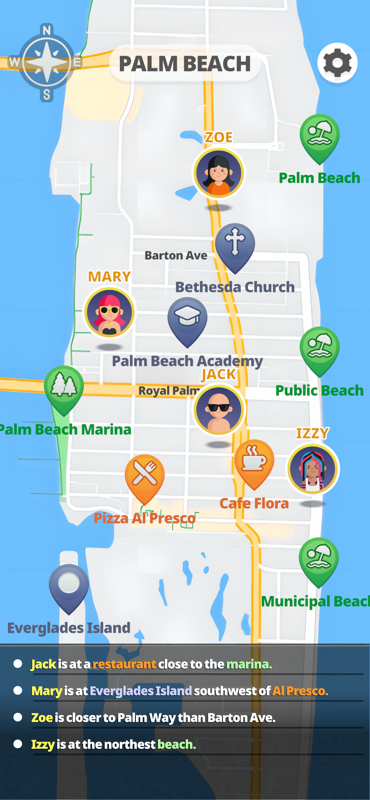 N
W E
S
PALM BEACH
ZOE
Palm Beach
Barton Ave
Bethesda Church
MARY
Palm Beach Academy
JACK
Royal Palm
Public Beach
Palm Beach Marina
IZZY
Cafe Flora
Pizza Al Presco
Municipal Beach
Everglades Island
Jack is at a restaurant close to the marina.
Mary is at Everglades Island southwest of Al Presco.
Zoe is closer to Palm Way than Barton Ave.
Izzy is at the northest beach.